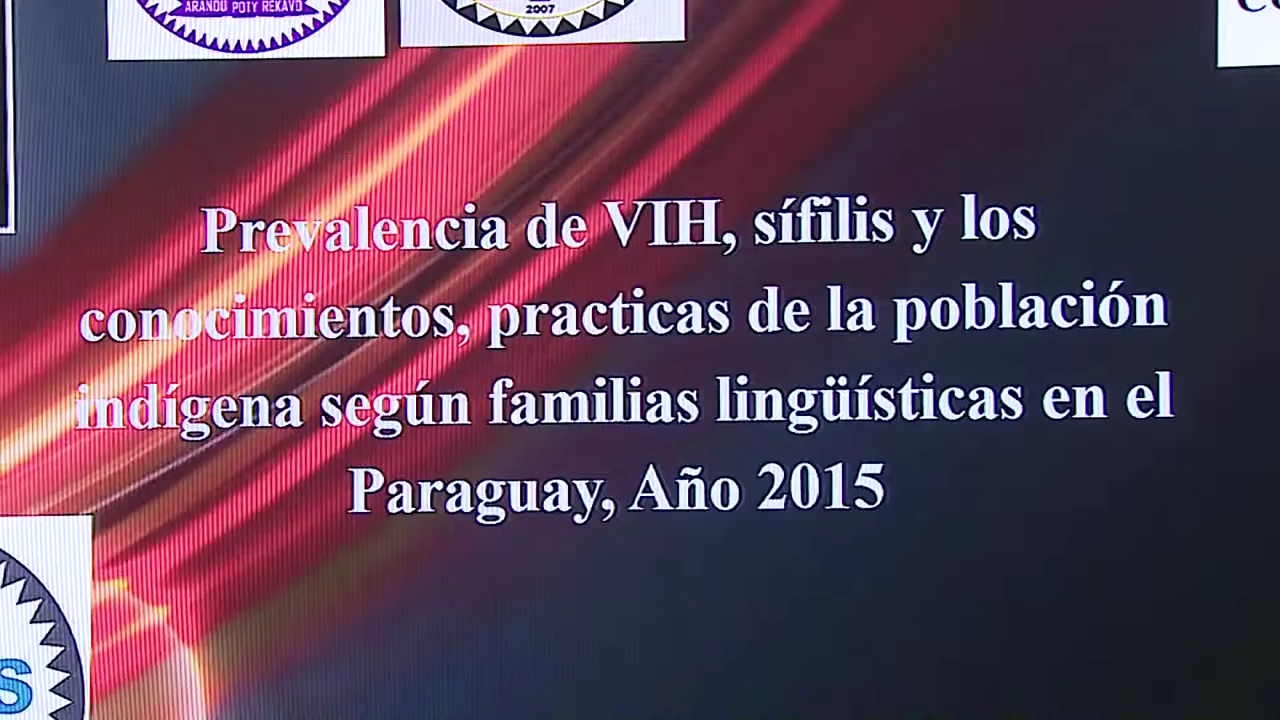 ARANDU POTY REKAVO
2007
Prevalencia de VIH, sífilis y los
conocimientos, practicas de la población
indígena según familias lingüísticas en el
Paraguay, Año 2015
S